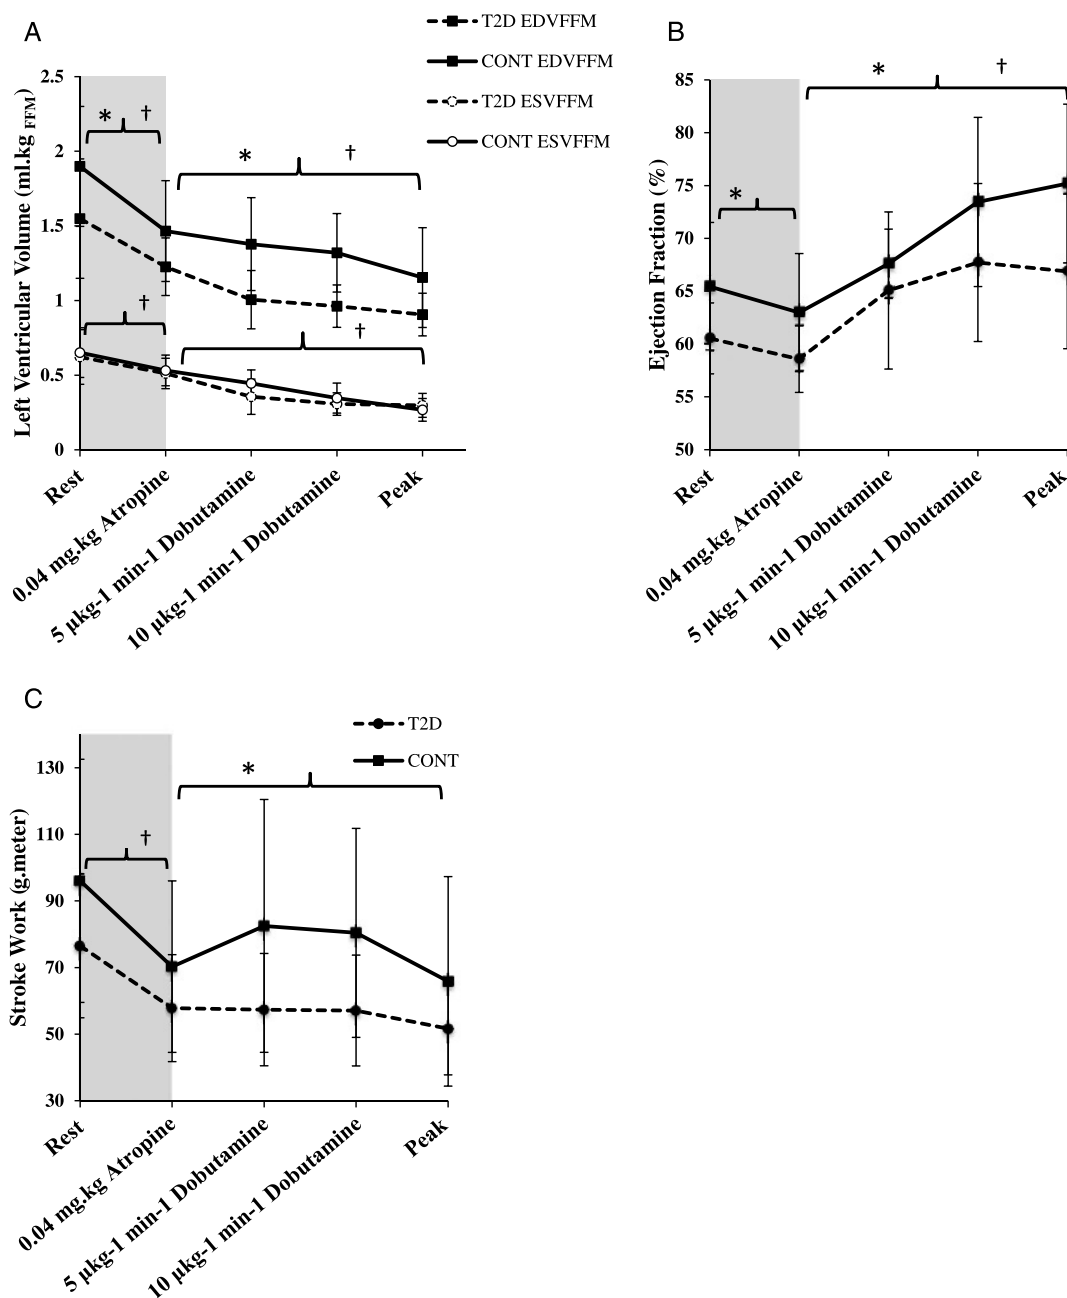 A
T2D EDVFFM
CONT EDVFFM
T2D ESVFFM
CONT ESVFFM
Left Ventricular Volume (ml.kg FFM)
2.5
2
1.5
1
0.5
0
* †
* †
†
†
Rest
0.04 mg.kg Atropine
5 µkg-1 min-1 Dobutamine
10 µkg-1 min-1 Dobutamine
Peak
B
Ejection Fraction (%)
85
80
75
70
65
60
55
50
*
* †
Rest
0.04 mg.kg Atropine
5 µkg-1 min-1 Dobutamine
10 µkg-1 min-1 Dobutamine
Peak
C
T2D
CONT
Stroke Work (g.meter)
130
110
90
70
50
30
†
*
Rest
0.04 mg.kg Atropine
5 µkg-1 min-1 Dobutamine
10 µkg-1 min-1 Dobutamine
Peak